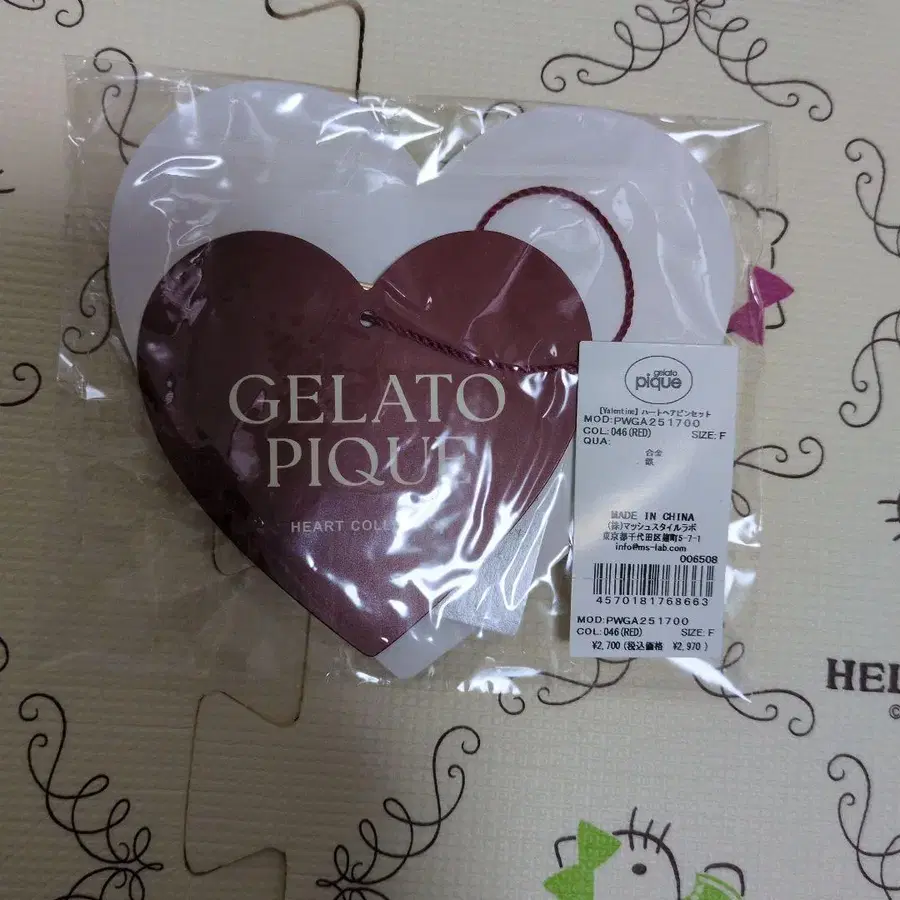 GELATO
PIQUE
HEART COLL
gelato
pique
【Valentine】ハートヘアピンセット
MOD:PWGA251700
COL:046(RED) SIZE:F
QUA:
合金
鉄
MADE IN CHINA
(株)マッシュスタイルラボ
東京都千代田区麹町5-7-1
info@ms-lab.com
006508
4570181768663
MOD:PWGA251700
COL:046(RED) SIZE:F
¥2,700(税込価格 ¥2,970 )
HEL
©